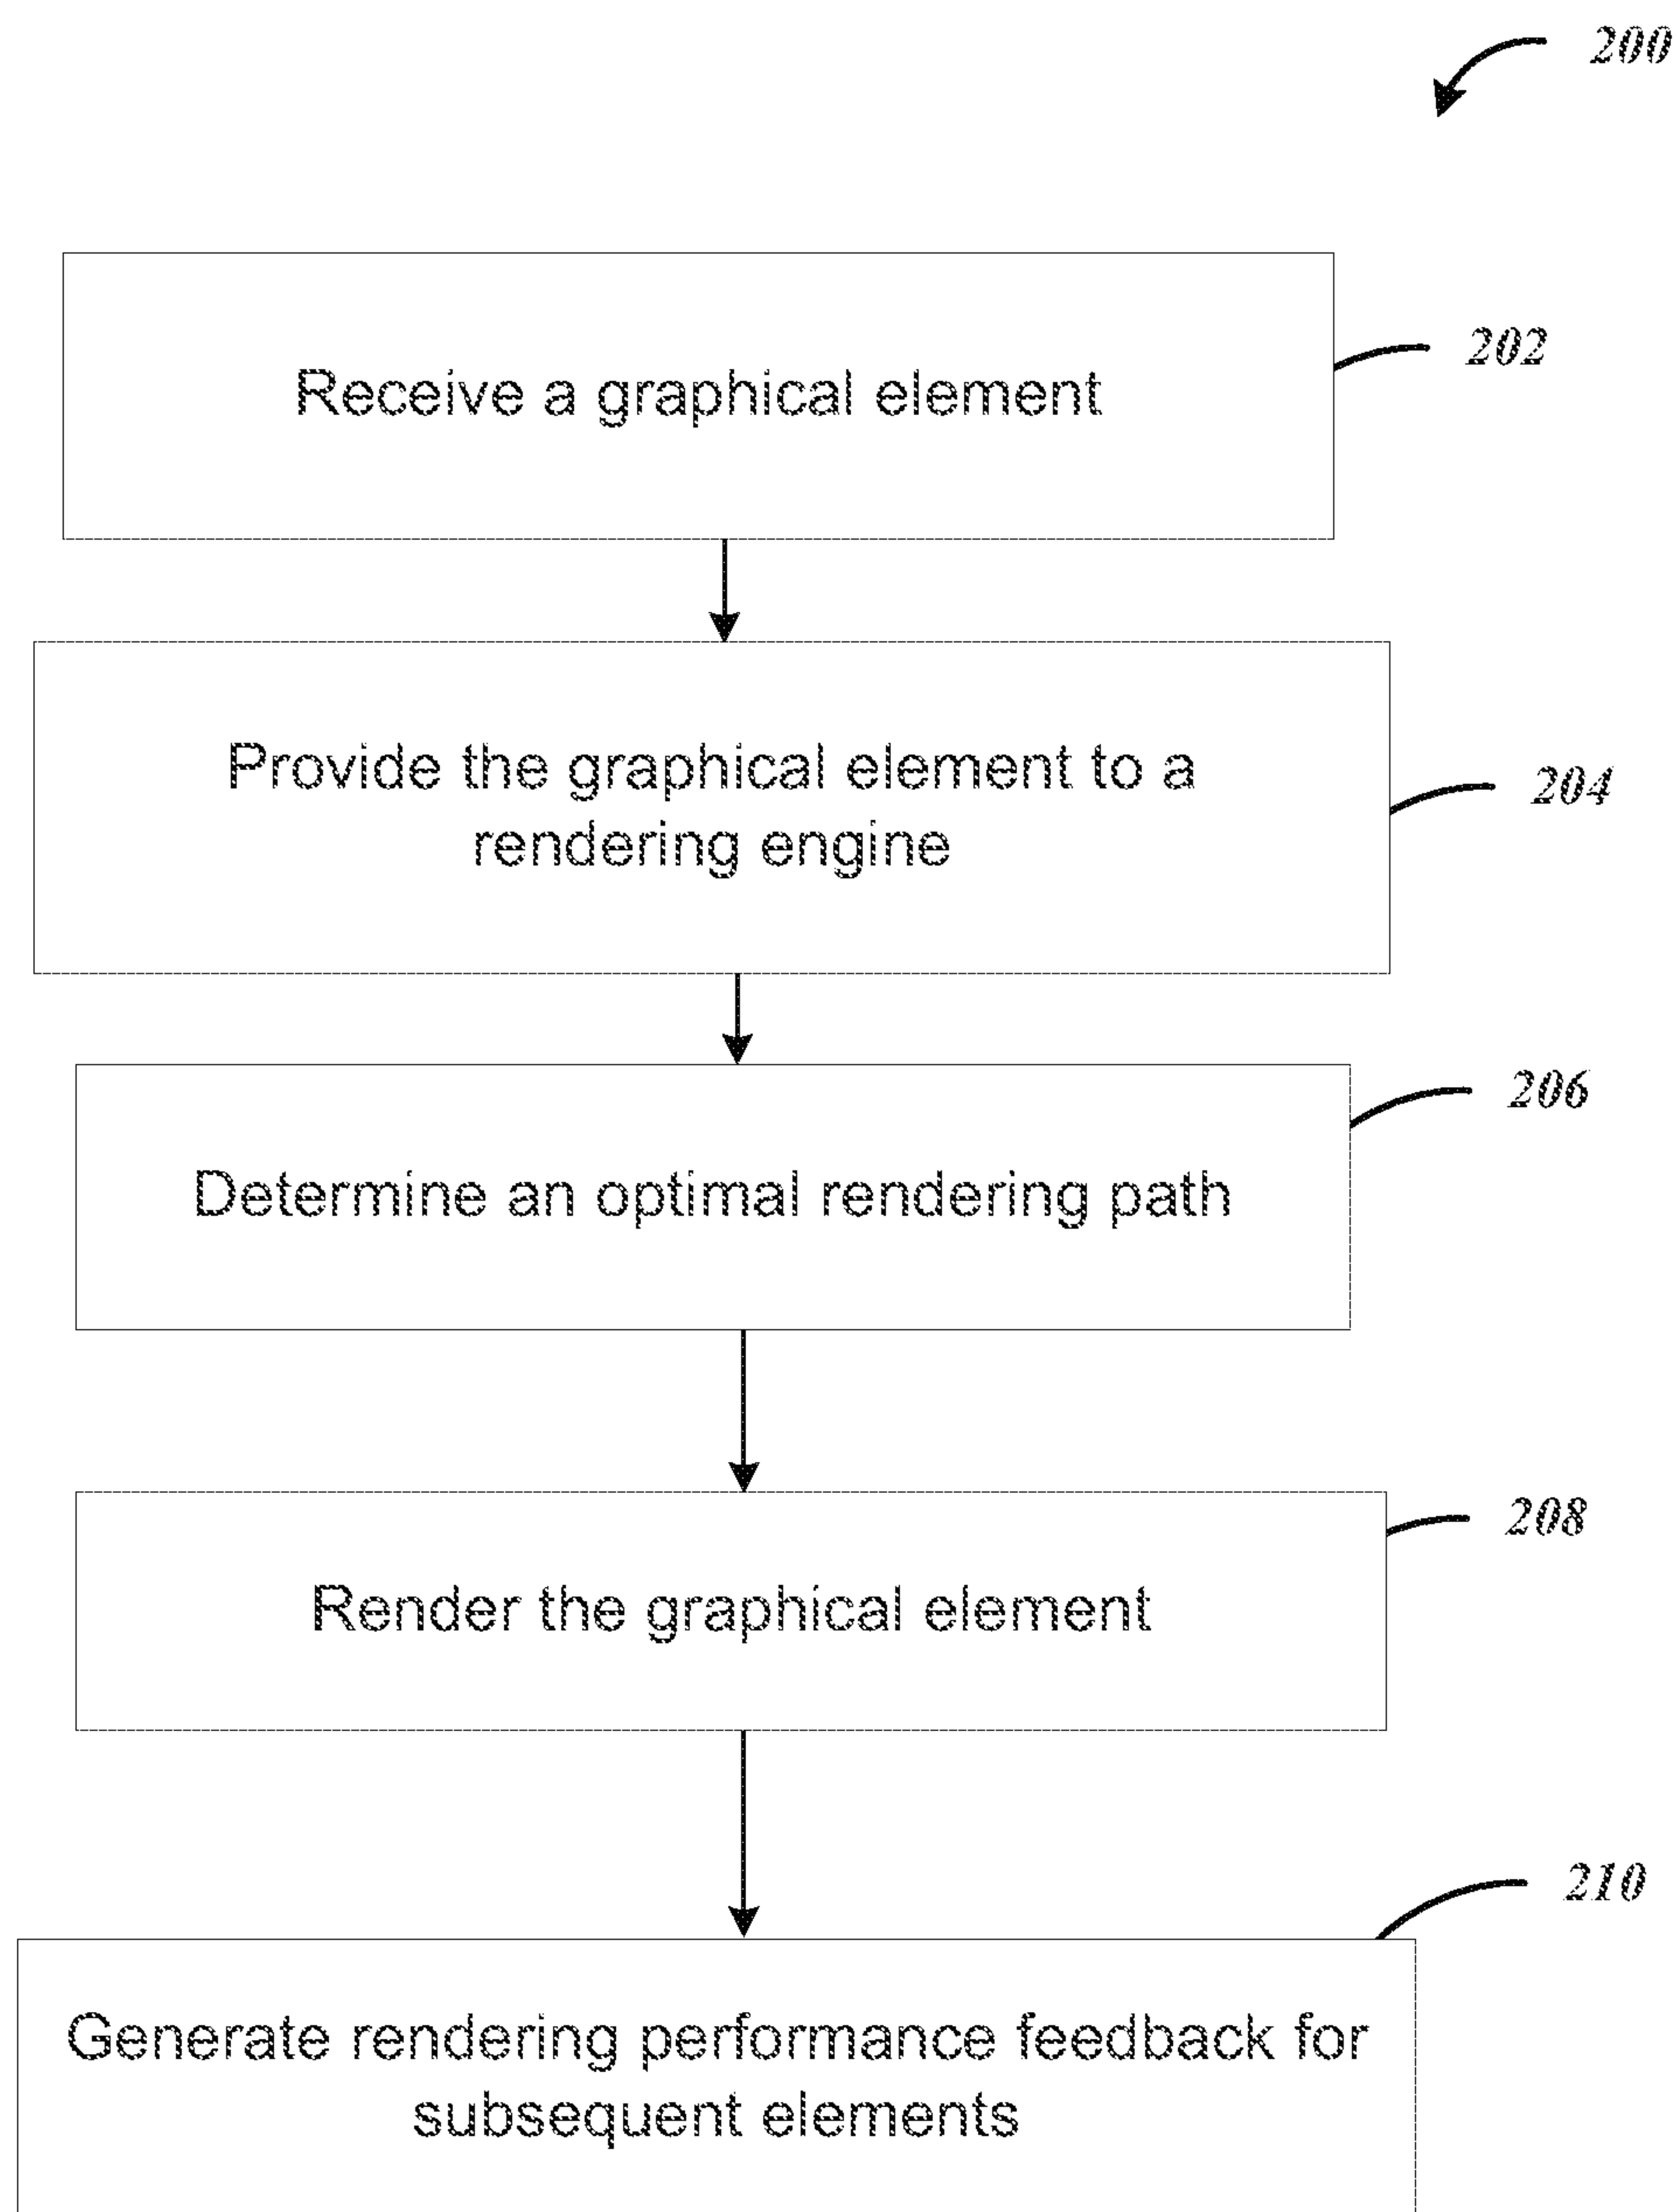 200
Receive a graphical element
202
Provide the graphical element to a
rendering engine
204
Determine an optimal rendering path
206
Render the graphical element
208
Generate rendering performance feedback for
subsequent elements
210